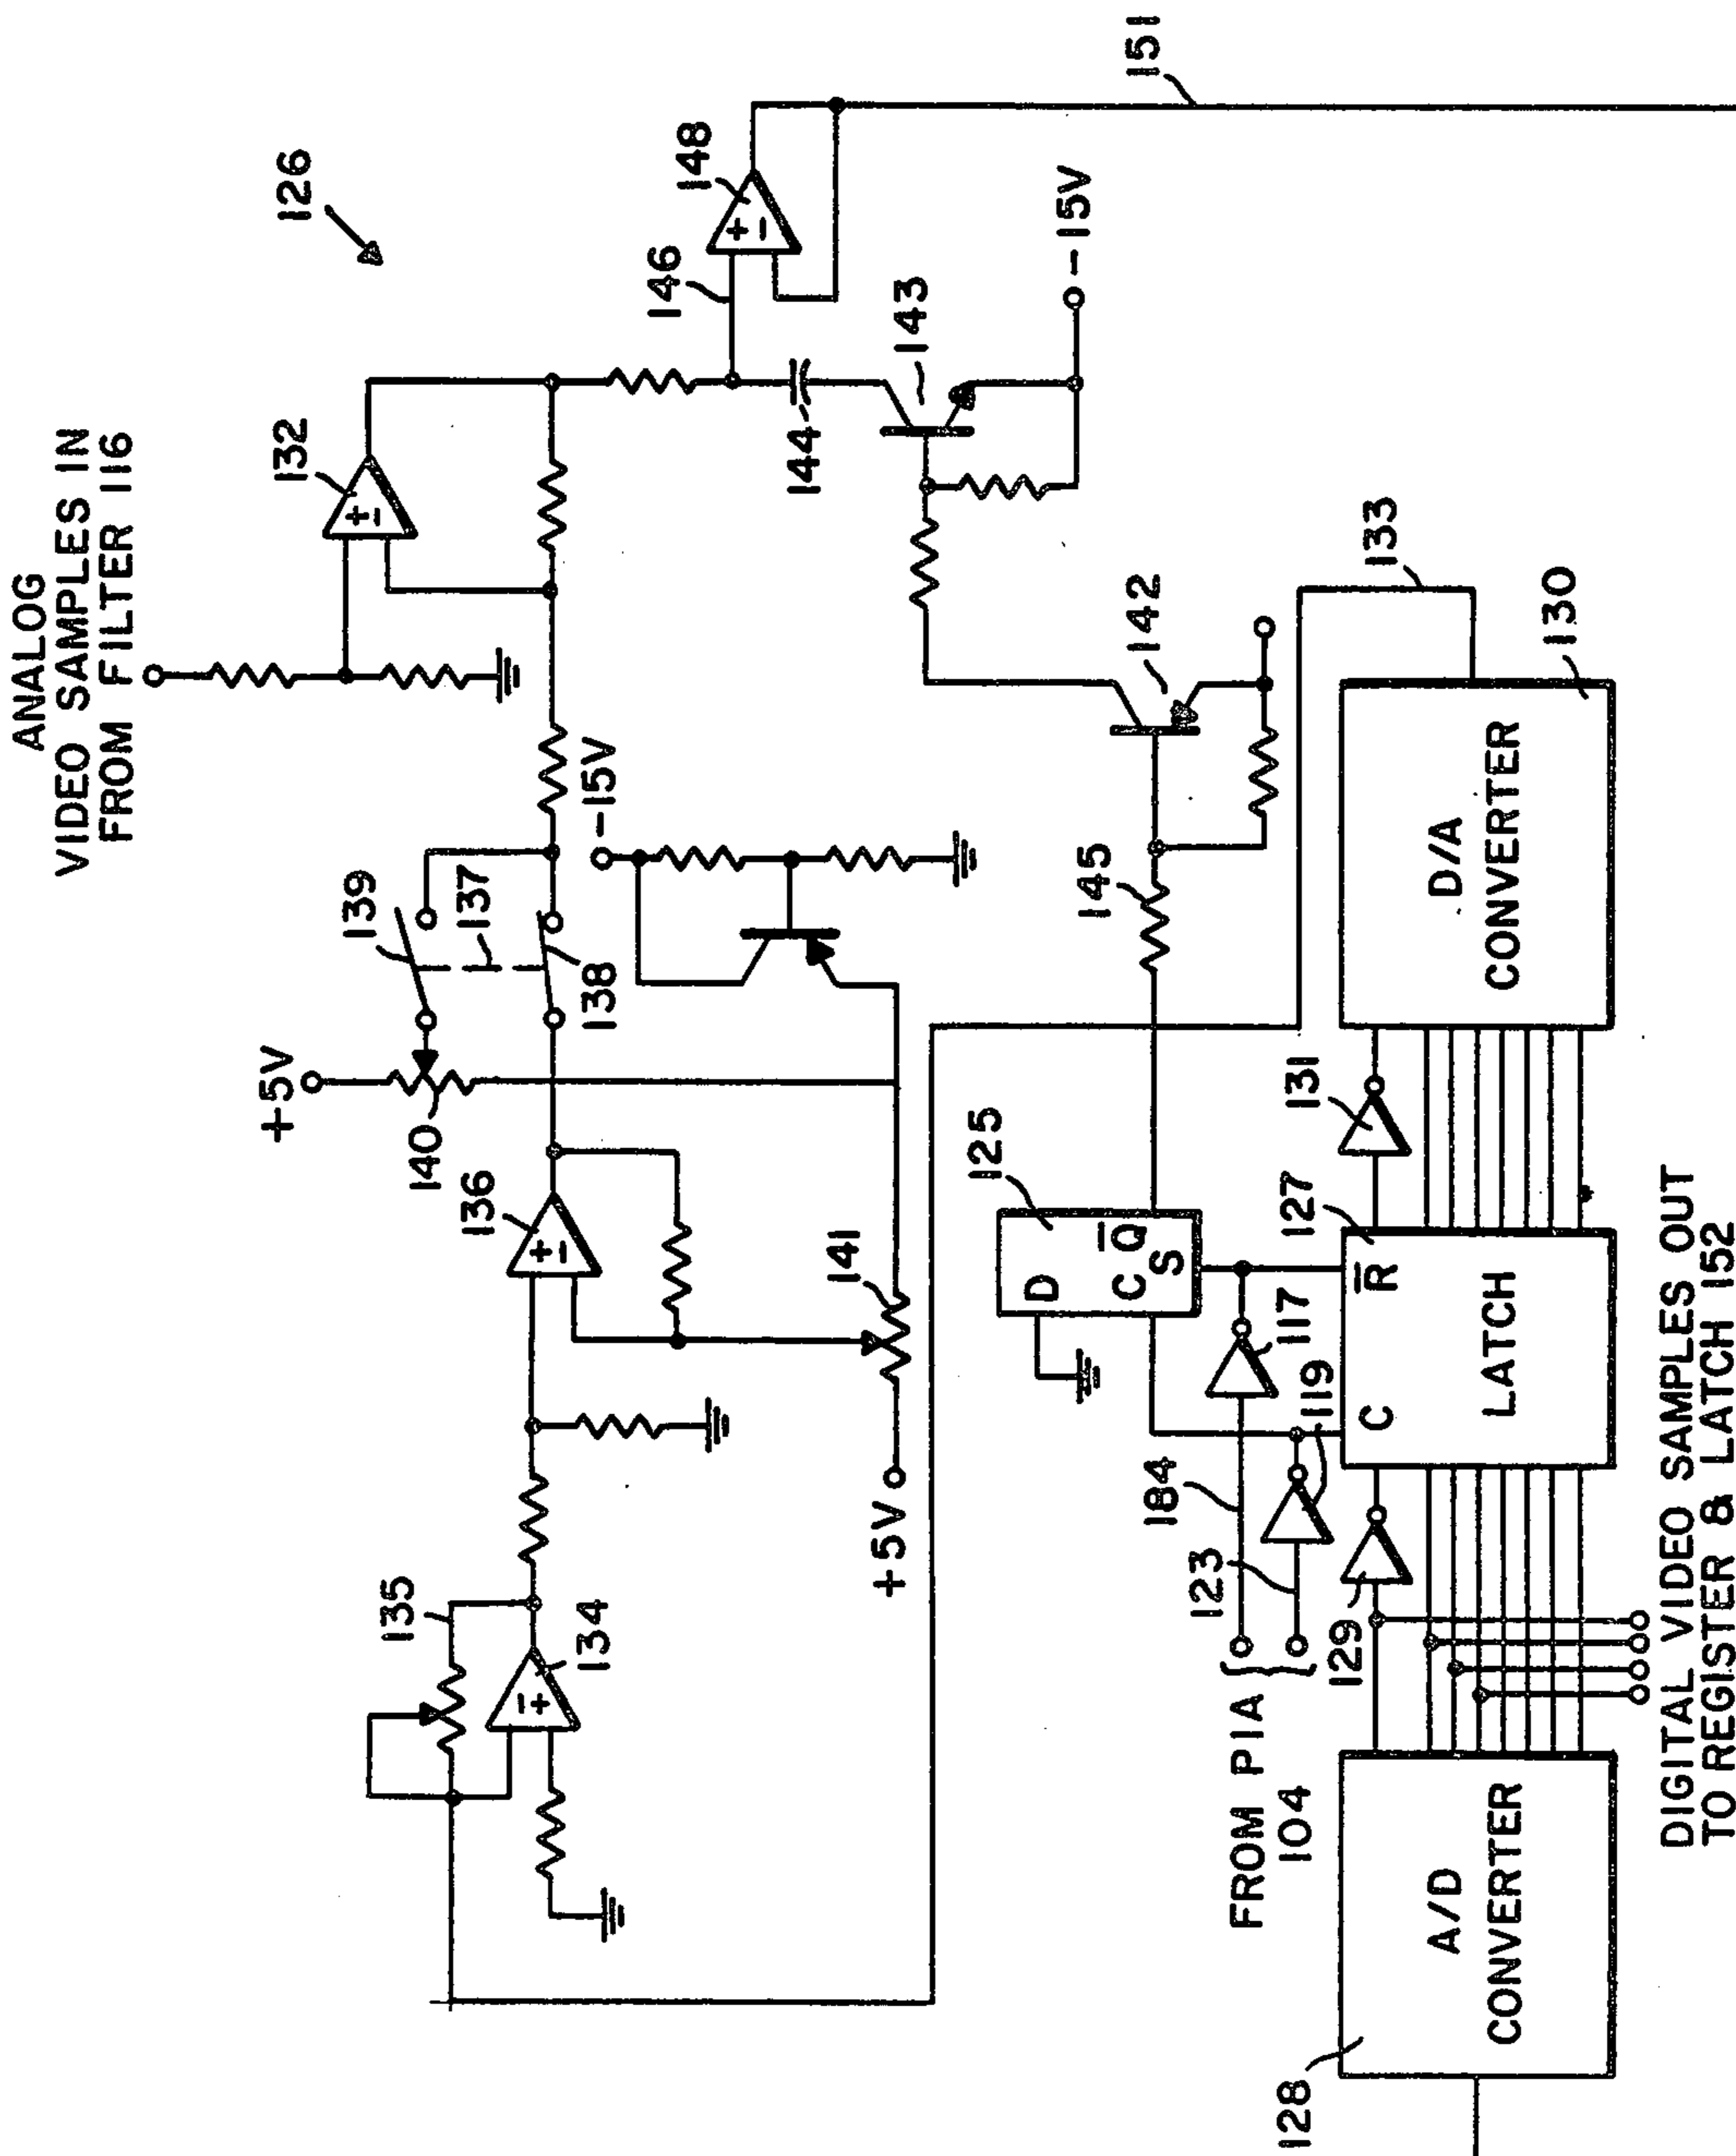 ANALOG
VIDEO SAMPLES IN
FROM FILTER 116
126
151
132
148
+
-
±
146
143
144
-15V
139
137
138
-15V
+5V
140
136
±
141
+5V
135
134
∓
142
145
133
125
D
Q̅
C
S
117
119
184
123
FROM PIA
104
129
131
127
C
R̅
LATCH
130
D/A
CONVERTER
128
A/D
CONVERTER
DIGITAL VIDEO SAMPLES OUT
TO REGISTER & LATCH 152